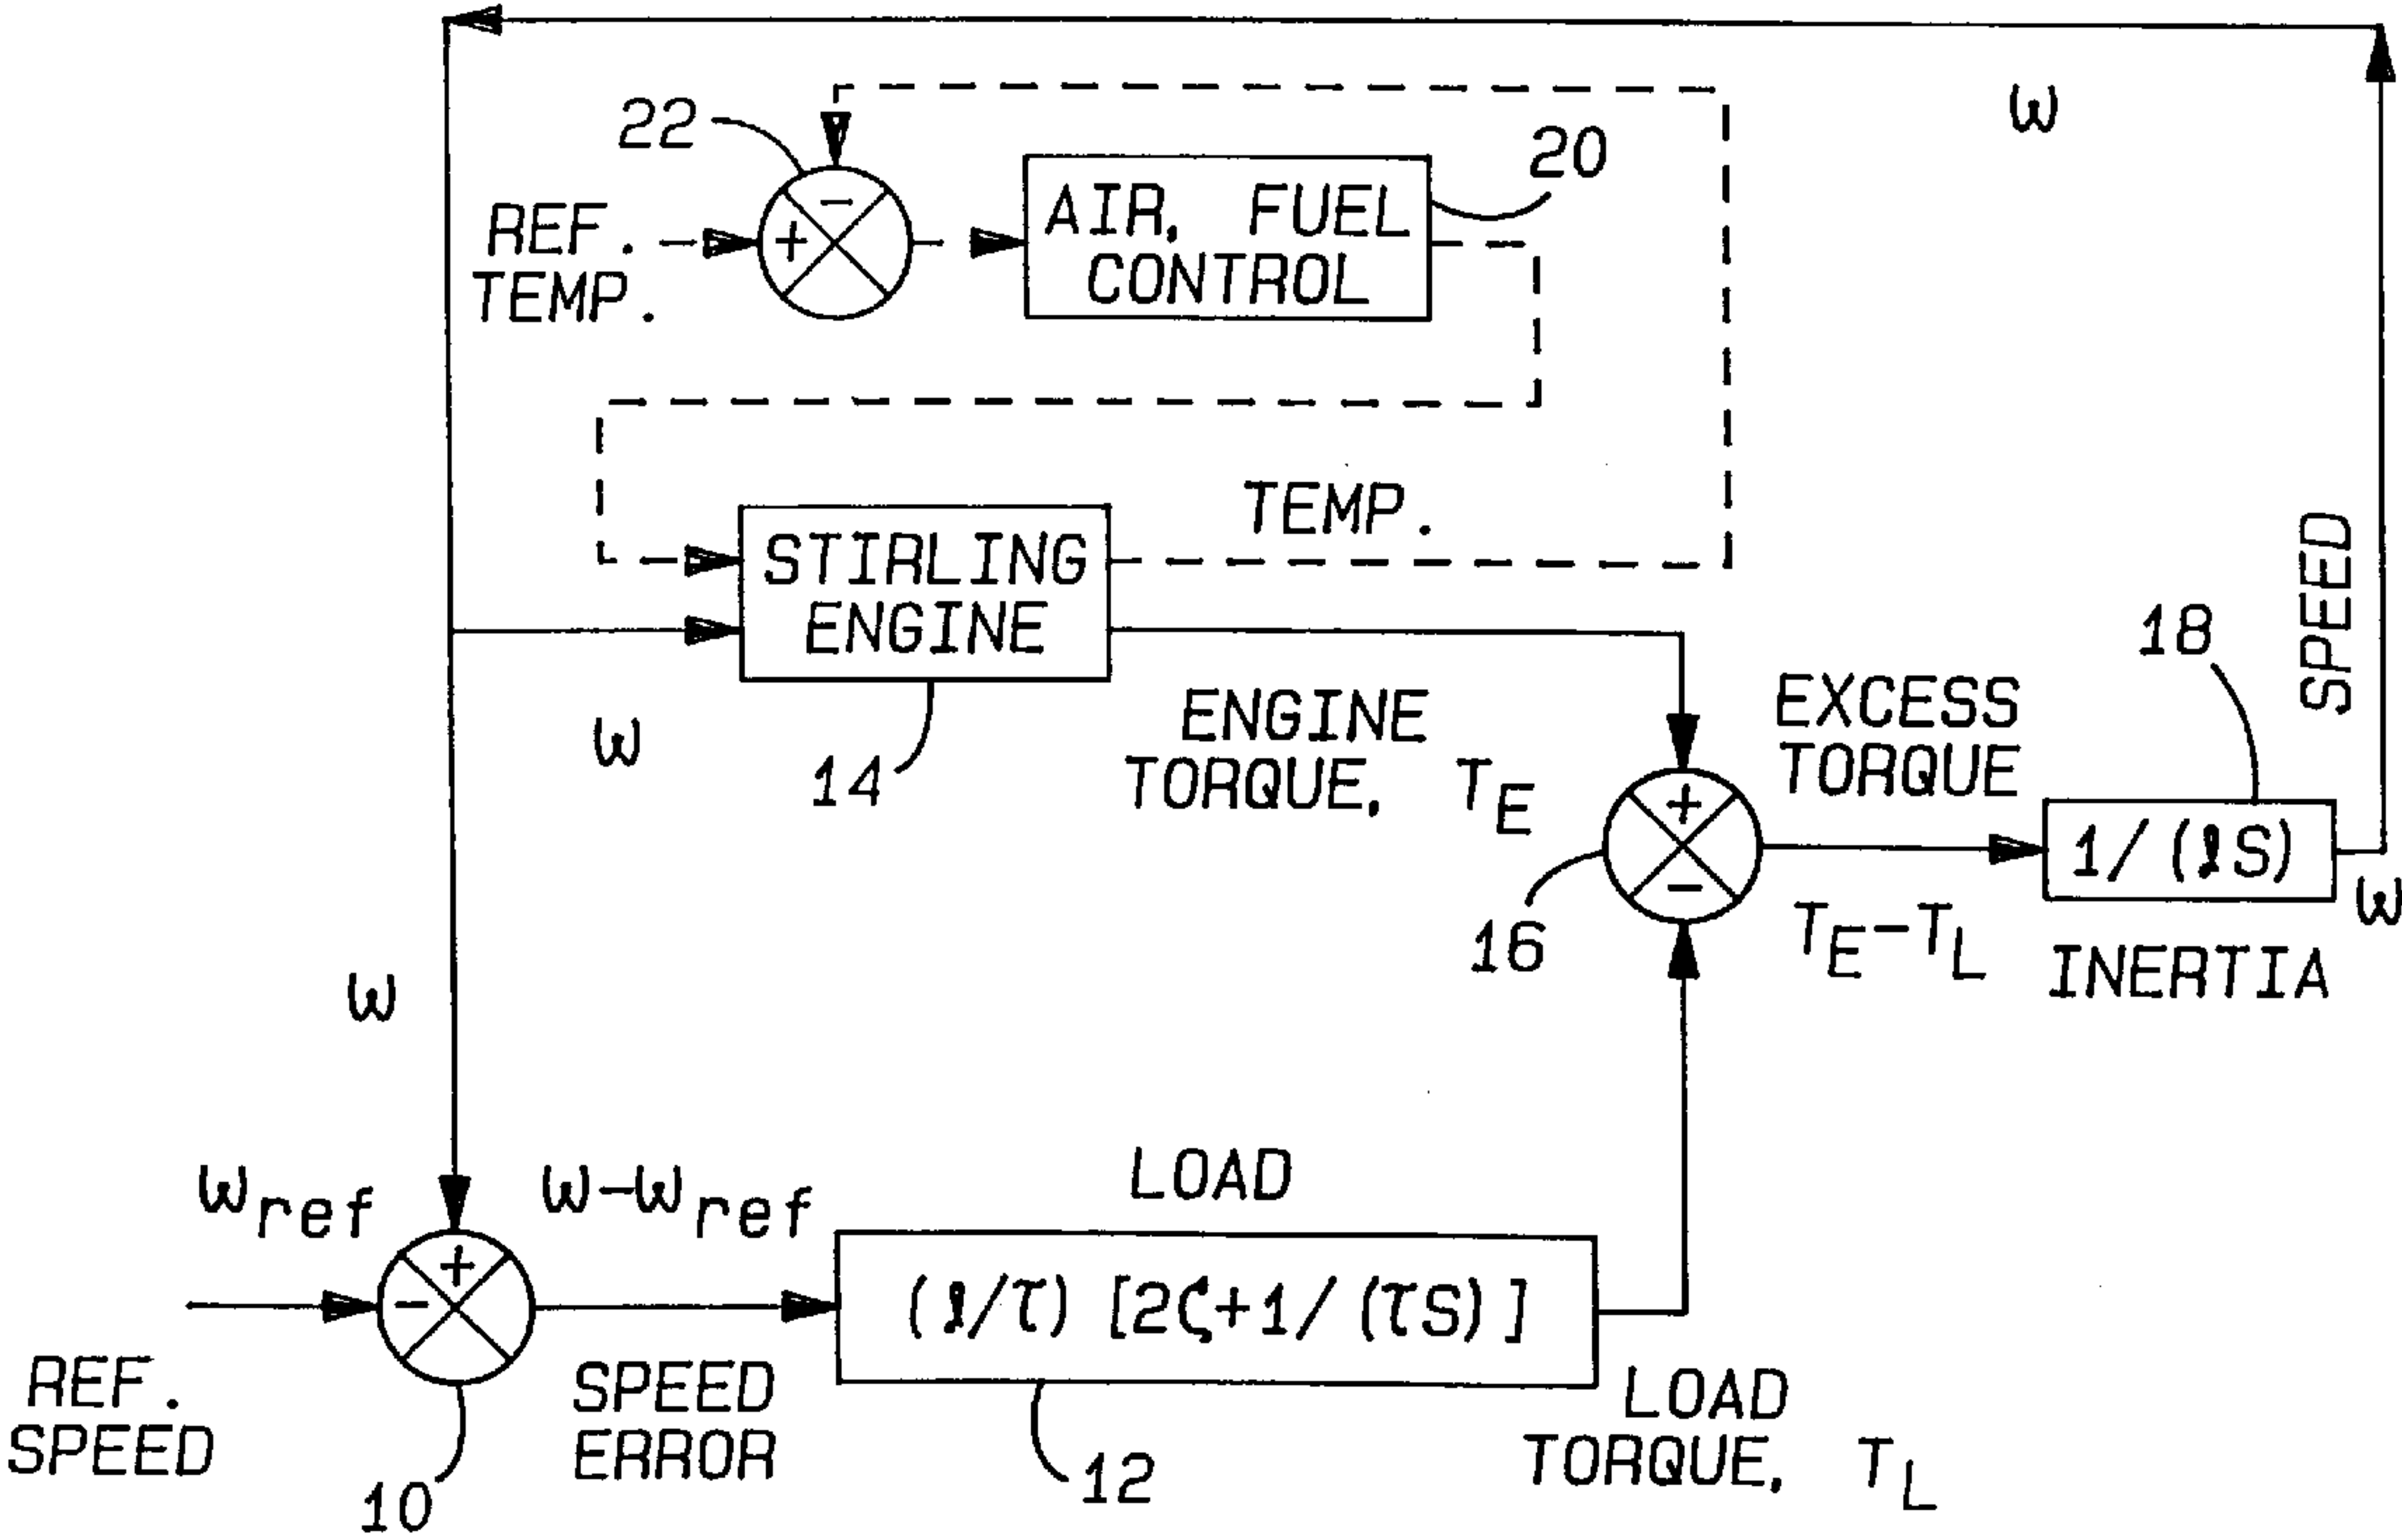 ω
22
20
REF.
TEMP.
+
−
AIR, FUEL
CONTROL
TEMP.
STIRLING
ENGINE
SPEED
18
ω
14
ENGINE
TORQUE, T_E
EXCESS
TORQUE
+
−
16
1/(ℓS)
ω
T_E−T_L
INERTIA
ω
ω_ref
ω−ω_ref
LOAD
+
−
(ℓ/τ) [2ζ+1/(τS)]
REF.
SPEED
SPEED
ERROR
LOAD
TORQUE, T_L
10
12